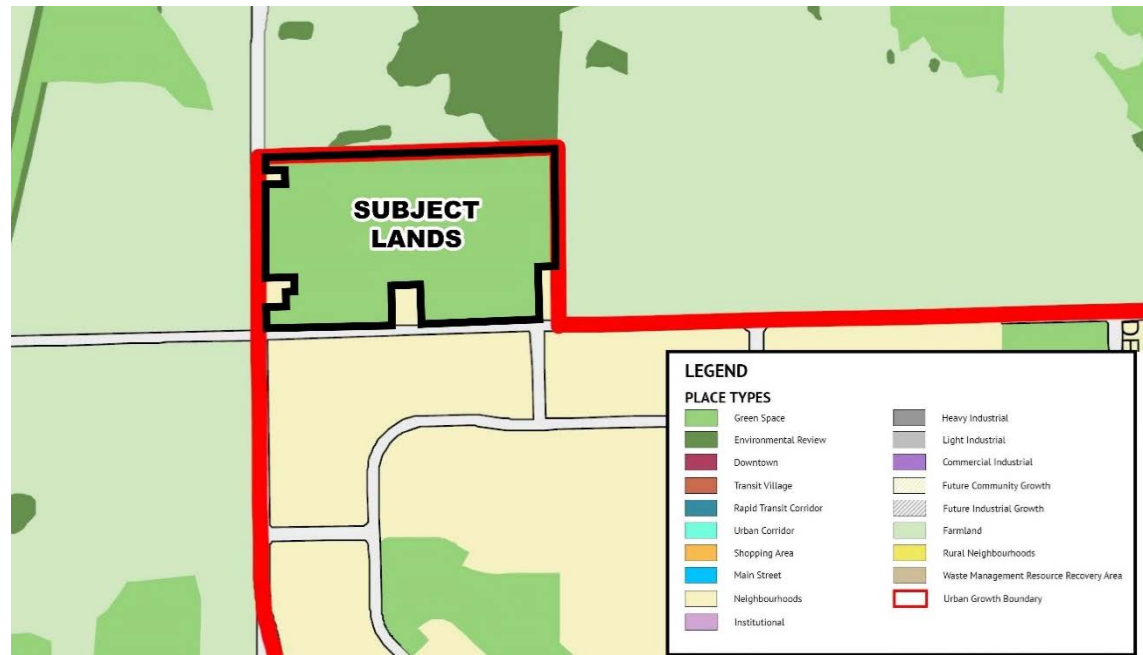 SUBJECT
LANDS
DE
LEGEND
PLACE TYPES
Green Space
Environmental Review
Downtown
Transit Village
Rapid Transit Corridor
Urban Corridor
Shopping Area
Main Street
Neighbourhoods
Institutional
Heavy Industrial
Light Industrial
Commercial Industrial
Future Community Growth
Future Industrial Growth
Farmland
Rural Neighbourhoods
Waste Management Resource Recovery Area
Urban Growth Boundary